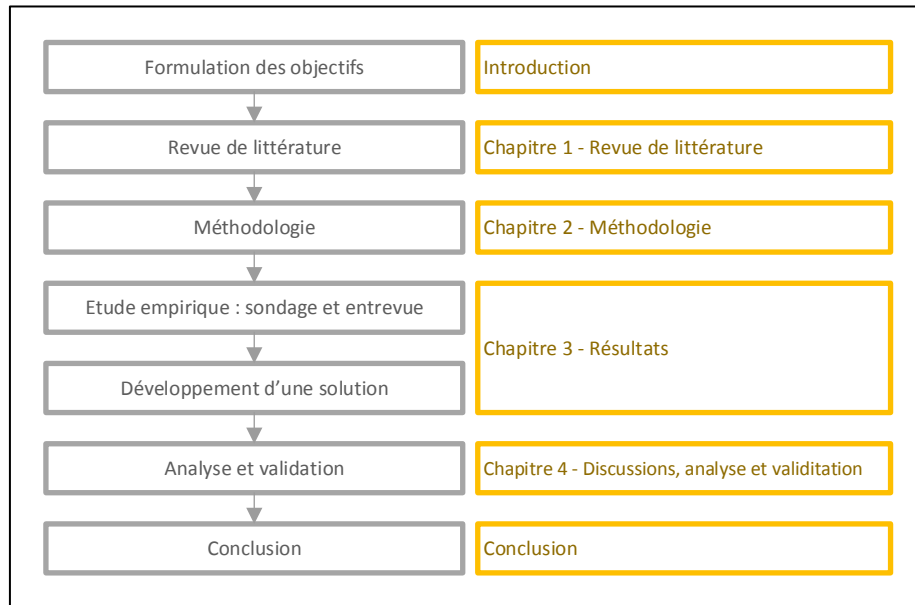 Formulation des objectifs
Introduction
Revue de littérature
Chapitre 1 - Revue de littérature
Méthodologie
Chapitre 2 - Méthodologie
Etude empirique : sondage et entrevue
Chapitre 3 - Résultats
Développement d'une solution
Analyse et validation
Chapitre 4 - Discussions, analyse et validitation
Conclusion
Conclusion